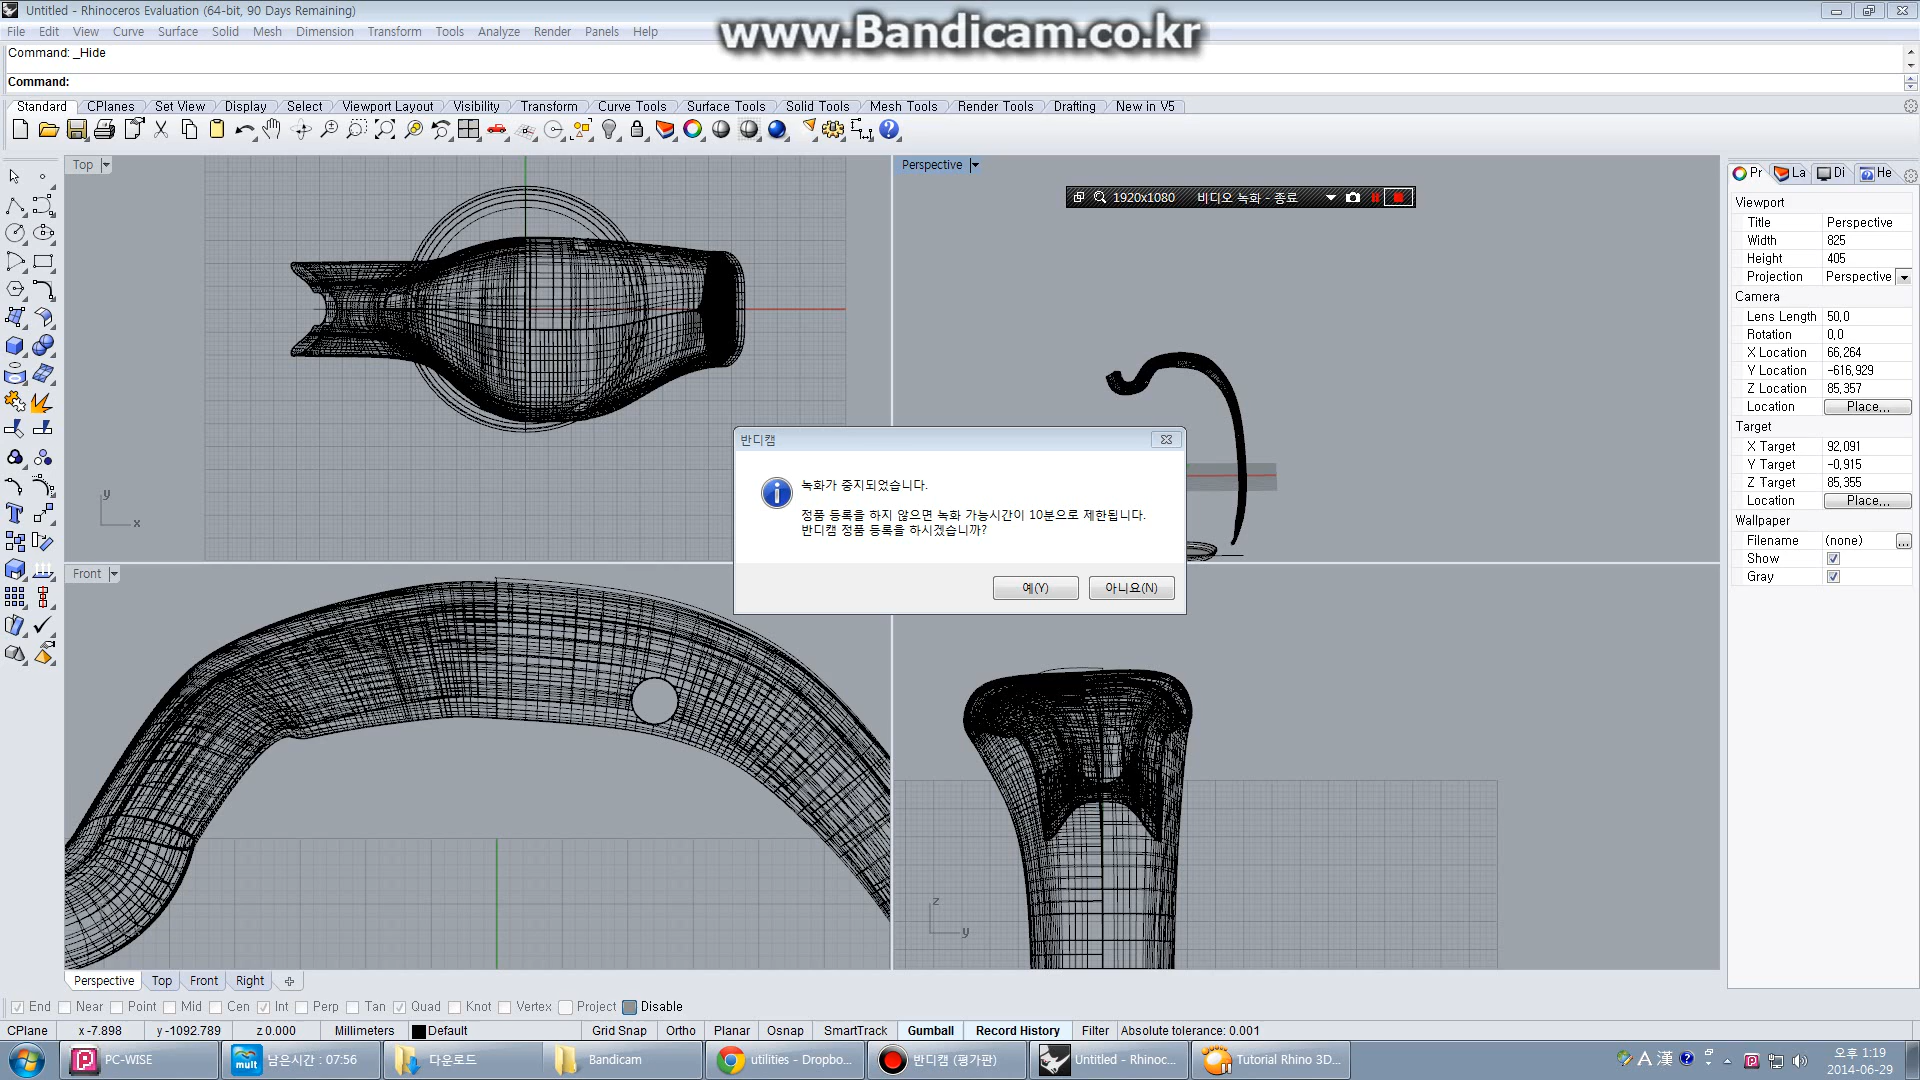 Untitled - Rhinoceros Evaluation (64-bit, 90 Days Remaining)
www.Bandicam.co.kr
File Edit View Curve Surface Solid Mesh Dimension Transform Tools Analyze Render Panels Help
Command: _Hide
Command:
Standard CPlanes Set View Display Select Viewport Layout Visibility Transform Curve Tools Surface Tools Solid Tools Mesh Tools Render Tools Drafting New in V5
Top
Perspective
1920x1080 비디오 녹화 - 종료
Pr La Di He
Viewport
Title Perspective
Width 825
Height 405
Projection Perspective
Camera
Lens Length 50,0
Rotation 0,0
X Location 66,264
Y Location -616,929
Z Location 85,357
Location Place...
Target
X Target 92,091
Y Target -0,915
Z Target 85,355
Location Place...
Wallpaper
Filename (none) ...
Show
Gray
y
x
반디캠
녹화가 중지되었습니다.
정품 등록을 하지 않으면 녹화 가능시간이 10분으로 제한됩니다.
반디캠 정품 등록을 하시겠습니까?
예(Y) 아니요(N)
Front
z
y
Perspective Top Front Right
End Near Point Mid Cen Int Perp Tan Quad Knot Vertex Project Disable
CPlane x -7.898 y -1092.789 z 0.000 Millimeters Default Grid Snap Ortho Planar Osnap SmartTrack Gumball Record History Filter Absolute tolerance: 0.001
PC-WISE
mult 남은시간 : 07:56
다운로드
Bandicam
utilities - Dropbo...
반디캠 (평가판)
Untitled - Rhinoc...
Tutorial Rhino 3D...
A 漢
오후 1:19
2014-06-29